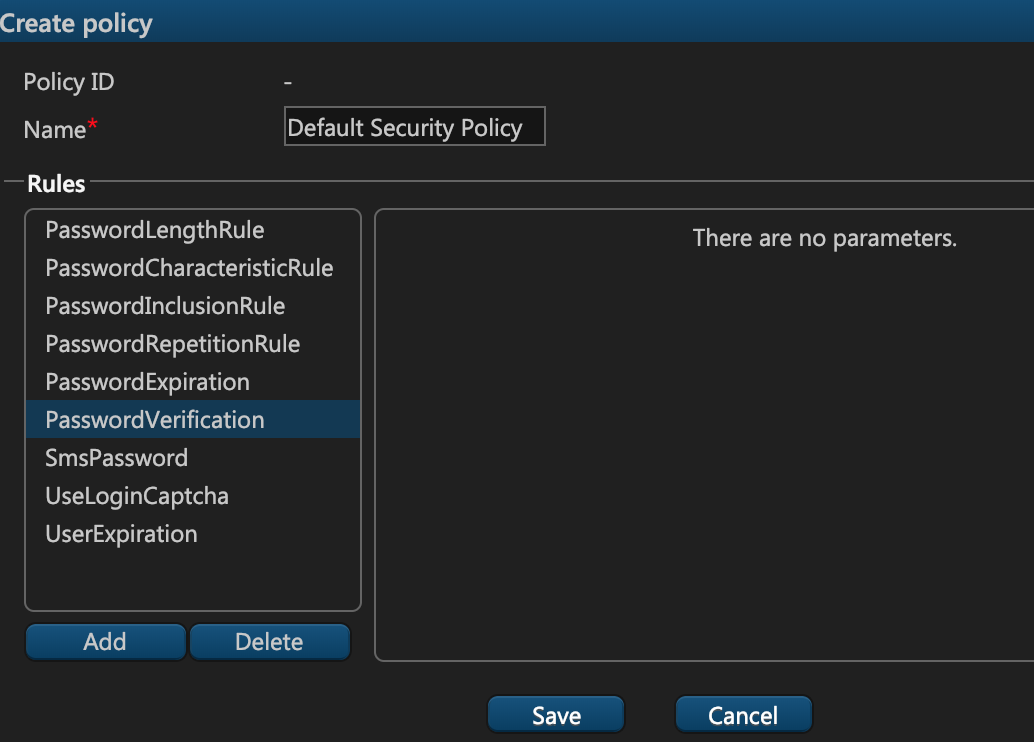 Create policy
Policy ID -
Name* Default Security Policy
Rules
PasswordLengthRule
There are no parameters.
PasswordCharacteristicRule
PasswordInclusionRule
PasswordRepetitionRule
PasswordExpiration
PasswordVerification
SmsPassword
UseLoginCaptcha
UserExpiration
Add Delete
Save Cancel